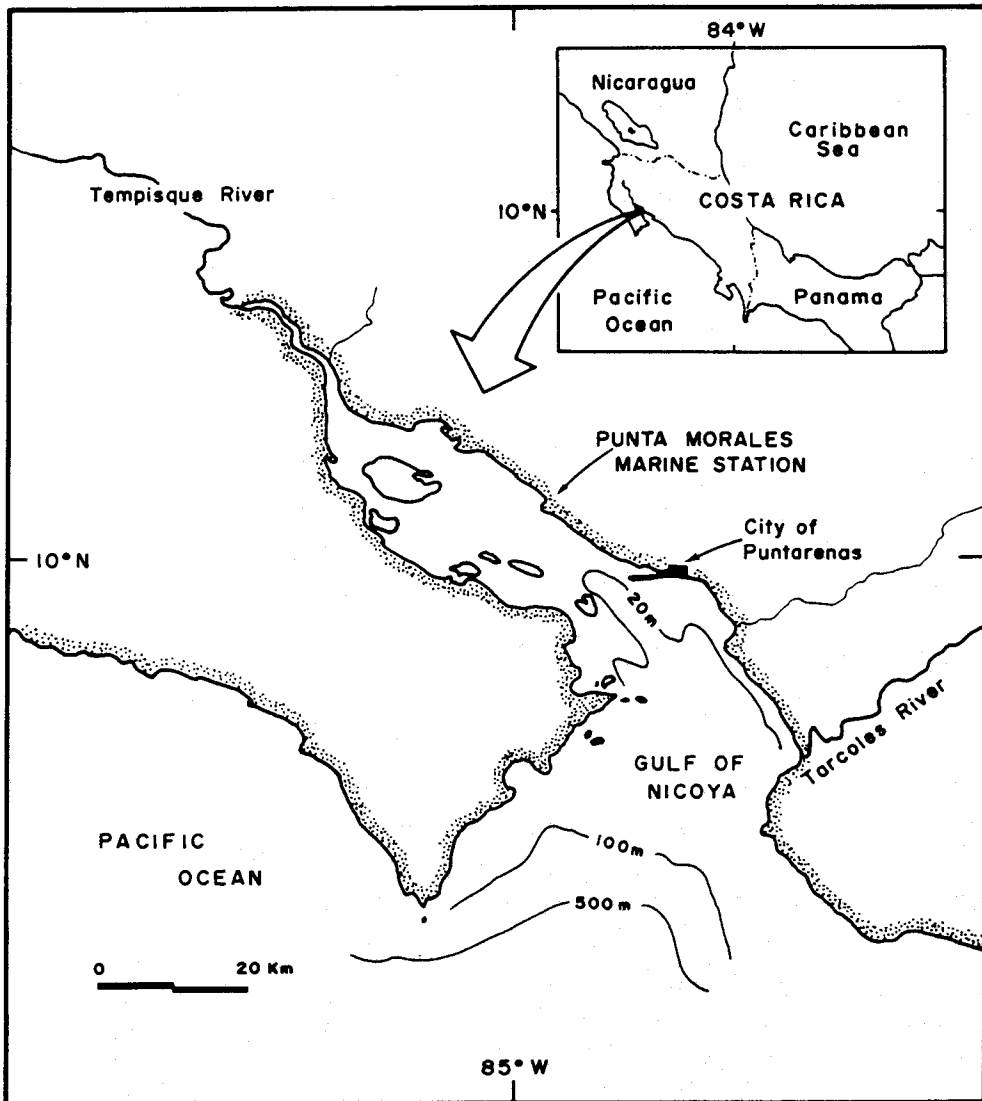 84° W
Nicaragua
Caribbean
Sea
COSTA RICA
10° N
Pacific
Ocean
Panama
Tempisque River
PUNTA MORALES
MARINE STATION
City of
Puntarenas
10° N
20m
Tarcoles River
GULF OF
NICOYA
PACIFIC
OCEAN
100m
500m
0 20 Km
85° W